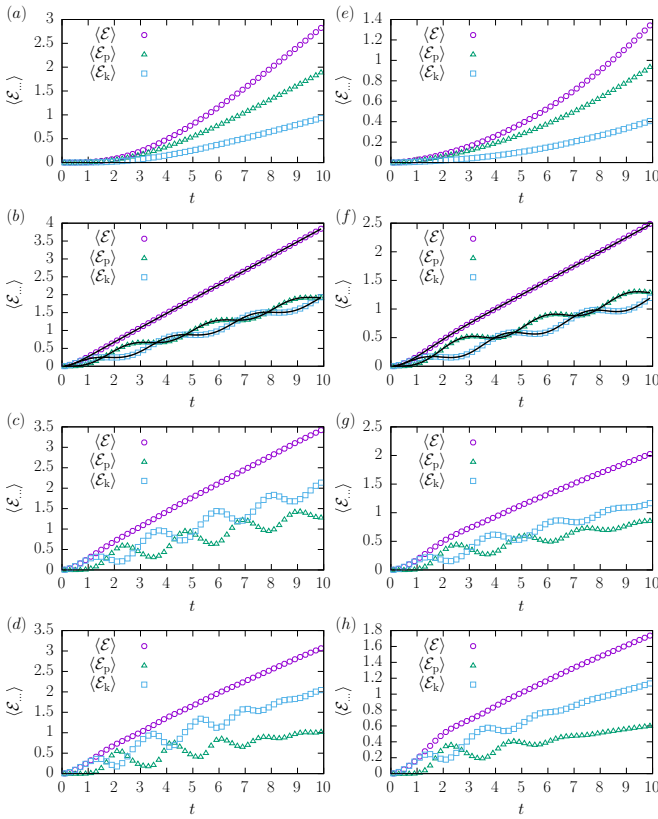 (a)
⟨ℰ⟩
⟨ℰp⟩
⟨ℰk⟩
⟨ℰ...⟩
3
2.5
2
1.5
1
0.5
0
0 1 2 3 4 5 6 7 8 9 10
t
(e)
⟨ℰ⟩
⟨ℰp⟩
⟨ℰk⟩
⟨ℰ...⟩
1.4
1.2
1
0.8
0.6
0.4
0.2
0
0 1 2 3 4 5 6 7 8 9 10
t
(b)
⟨ℰ⟩
⟨ℰp⟩
⟨ℰk⟩
⟨ℰ...⟩
4
3.5
3
2.5
2
1.5
1
0.5
0
0 1 2 3 4 5 6 7 8 9 10
t
(f)
⟨ℰ⟩
⟨ℰp⟩
⟨ℰk⟩
⟨ℰ...⟩
2.5
2
1.5
1
0.5
0
0 1 2 3 4 5 6 7 8 9 10
t
(c)
⟨ℰ⟩
⟨ℰp⟩
⟨ℰk⟩
⟨ℰ...⟩
3.5
3
2.5
2
1.5
1
0.5
0
0 1 2 3 4 5 6 7 8 9 10
t
(g)
⟨ℰ⟩
⟨ℰp⟩
⟨ℰk⟩
⟨ℰ...⟩
2.5
2
1.5
1
0.5
0
0 1 2 3 4 5 6 7 8 9 10
t
(d)
⟨ℰ⟩
⟨ℰp⟩
⟨ℰk⟩
⟨ℰ...⟩
3.5
3
2.5
2
1.5
1
0.5
0
0 1 2 3 4 5 6 7 8 9 10
t
(h)
⟨ℰ⟩
⟨ℰp⟩
⟨ℰk⟩
⟨ℰ...⟩
1.8
1.6
1.4
1.2
1
0.8
0.6
0.4
0.2
0
0 1 2 3 4 5 6 7 8 9 10
t